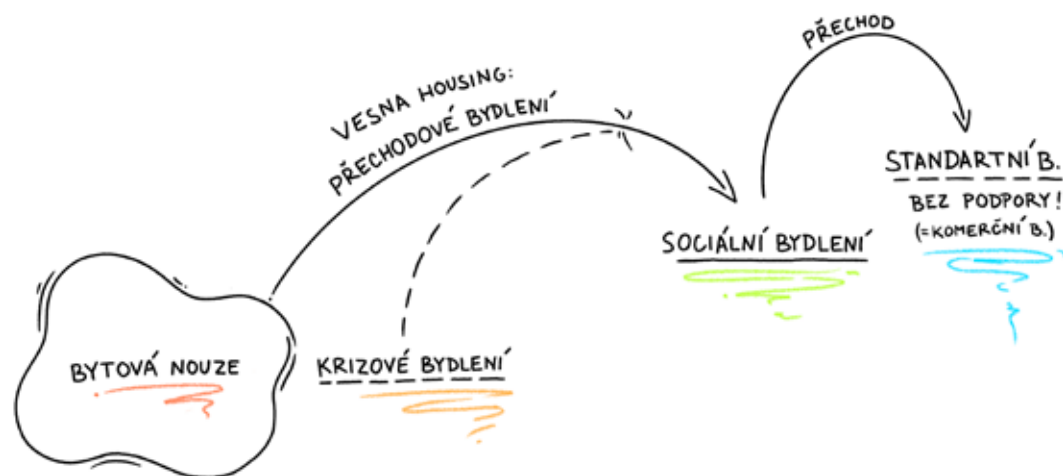 VESNA HOUSING:
PŘECHODOVÉ BYDLENÍ
PŘECHOD
STANDARTNÍ B.
BEZ PODPORY!
(=KOMERČNÍ B.)
SOCIÁLNÍ BYDLENÍ
BYTOVÁ NOUZE
KRIZOVÉ BYDLENÍ